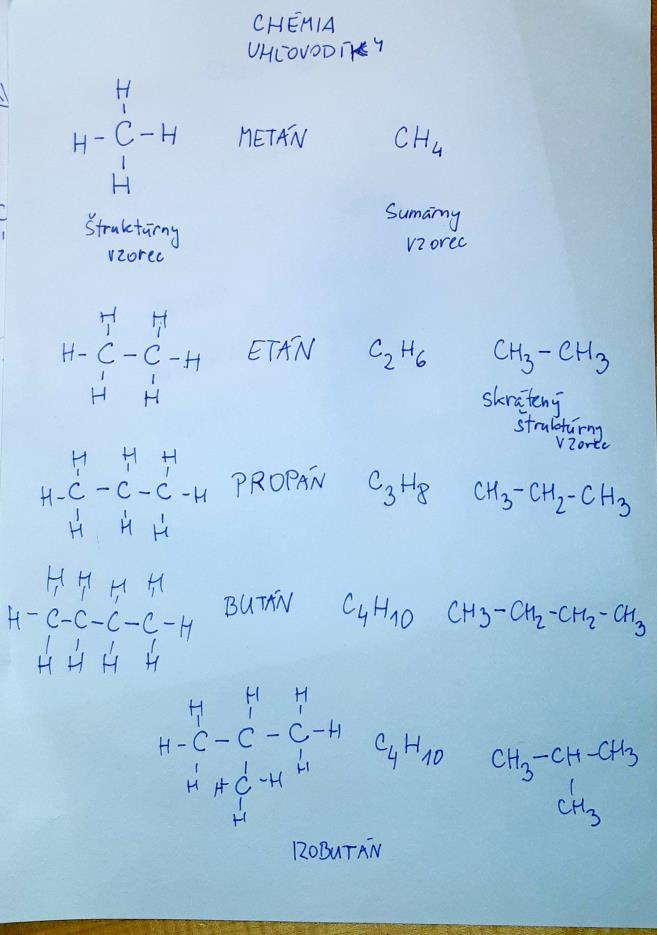 CHÉMIA
UHĽOVODÍKY
H
H-C-H METÁN CH4
H
Štruktúrny vzorec Sumárny vzorec
H H
H-C-C-H ETÁN C2H6 CH3-CH3
H H
skrátený
štruktúrny
vzorec
H H H
H-C-C-C-H PROPÁN C3H8 CH3-CH2-CH3
H H H
H H H H
H-C-C-C-C-H BUTÁN C4H10 CH3-CH2-CH2-CH3
H H H H
H H H
H-C-C-C-H C4H10 CH3-CH-CH3
H H
H C-H CH3
H
IZOBUTÁN